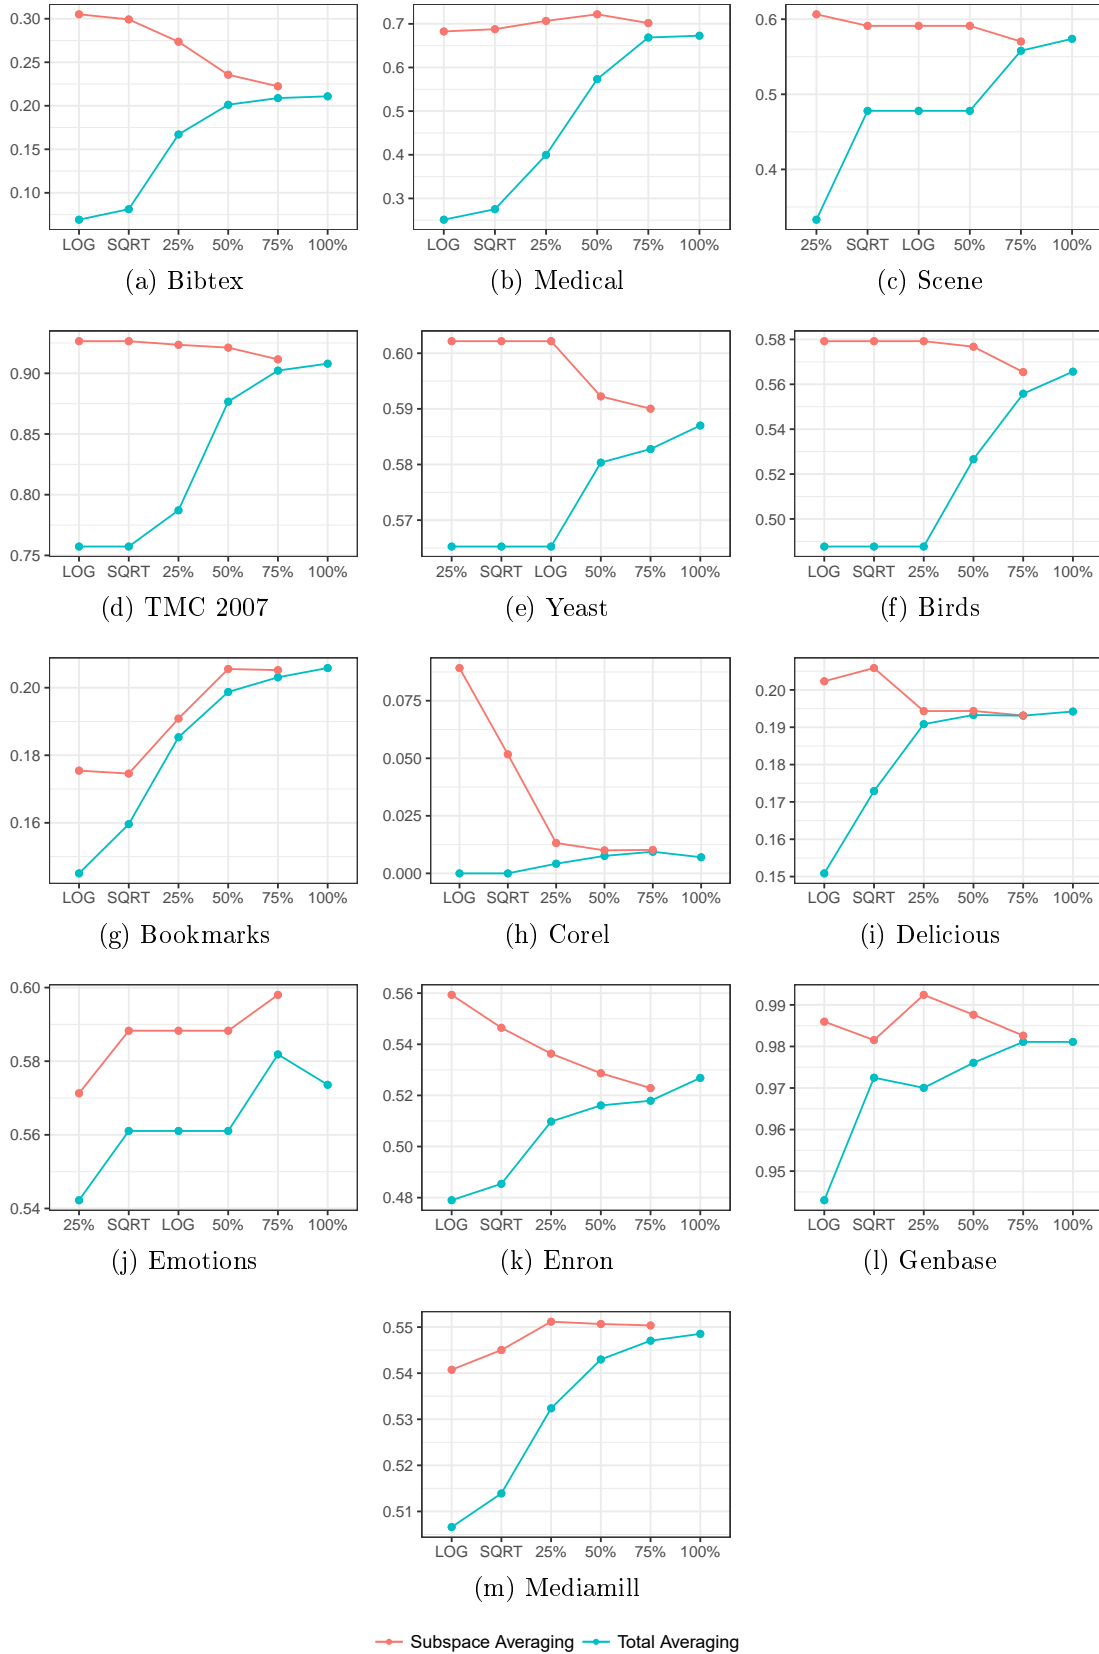 0.30
0.25
0.20
0.15
0.10
LOG SQRT 25% 50% 75% 100%
(a) Bibtex
0.7
0.6
0.5
0.4
0.3
LOG SQRT 25% 50% 75% 100%
(b) Medical
0.6
0.5
0.4
25% SQRT LOG 50% 75% 100%
(c) Scene
0.90
0.85
0.80
0.75
LOG SQRT 25% 50% 75% 100%
(d) TMC 2007
0.60
0.59
0.58
0.57
25% SQRT LOG 50% 75% 100%
(e) Yeast
0.58
0.56
0.54
0.52
0.50
LOG SQRT 25% 50% 75% 100%
(f) Birds
0.20
0.18
0.16
LOG SQRT 25% 50% 75% 100%
(g) Bookmarks
0.075
0.050
0.025
0.000
LOG SQRT 25% 50% 75% 100%
(h) Corel
0.20
0.19
0.18
0.17
0.16
0.15
LOG SQRT 25% 50% 75% 100%
(i) Delicious
0.60
0.58
0.56
0.54
25% SQRT LOG 50% 75% 100%
(j) Emotions
0.56
0.54
0.52
0.50
0.48
LOG SQRT 25% 50% 75% 100%
(k) Enron
0.99
0.98
0.97
0.96
0.95
LOG SQRT 25% 50% 75% 100%
(l) Genbase
0.55
0.54
0.53
0.52
0.51
LOG SQRT 25% 50% 75% 100%
(m) Mediamill
Subspace Averaging Total Averaging